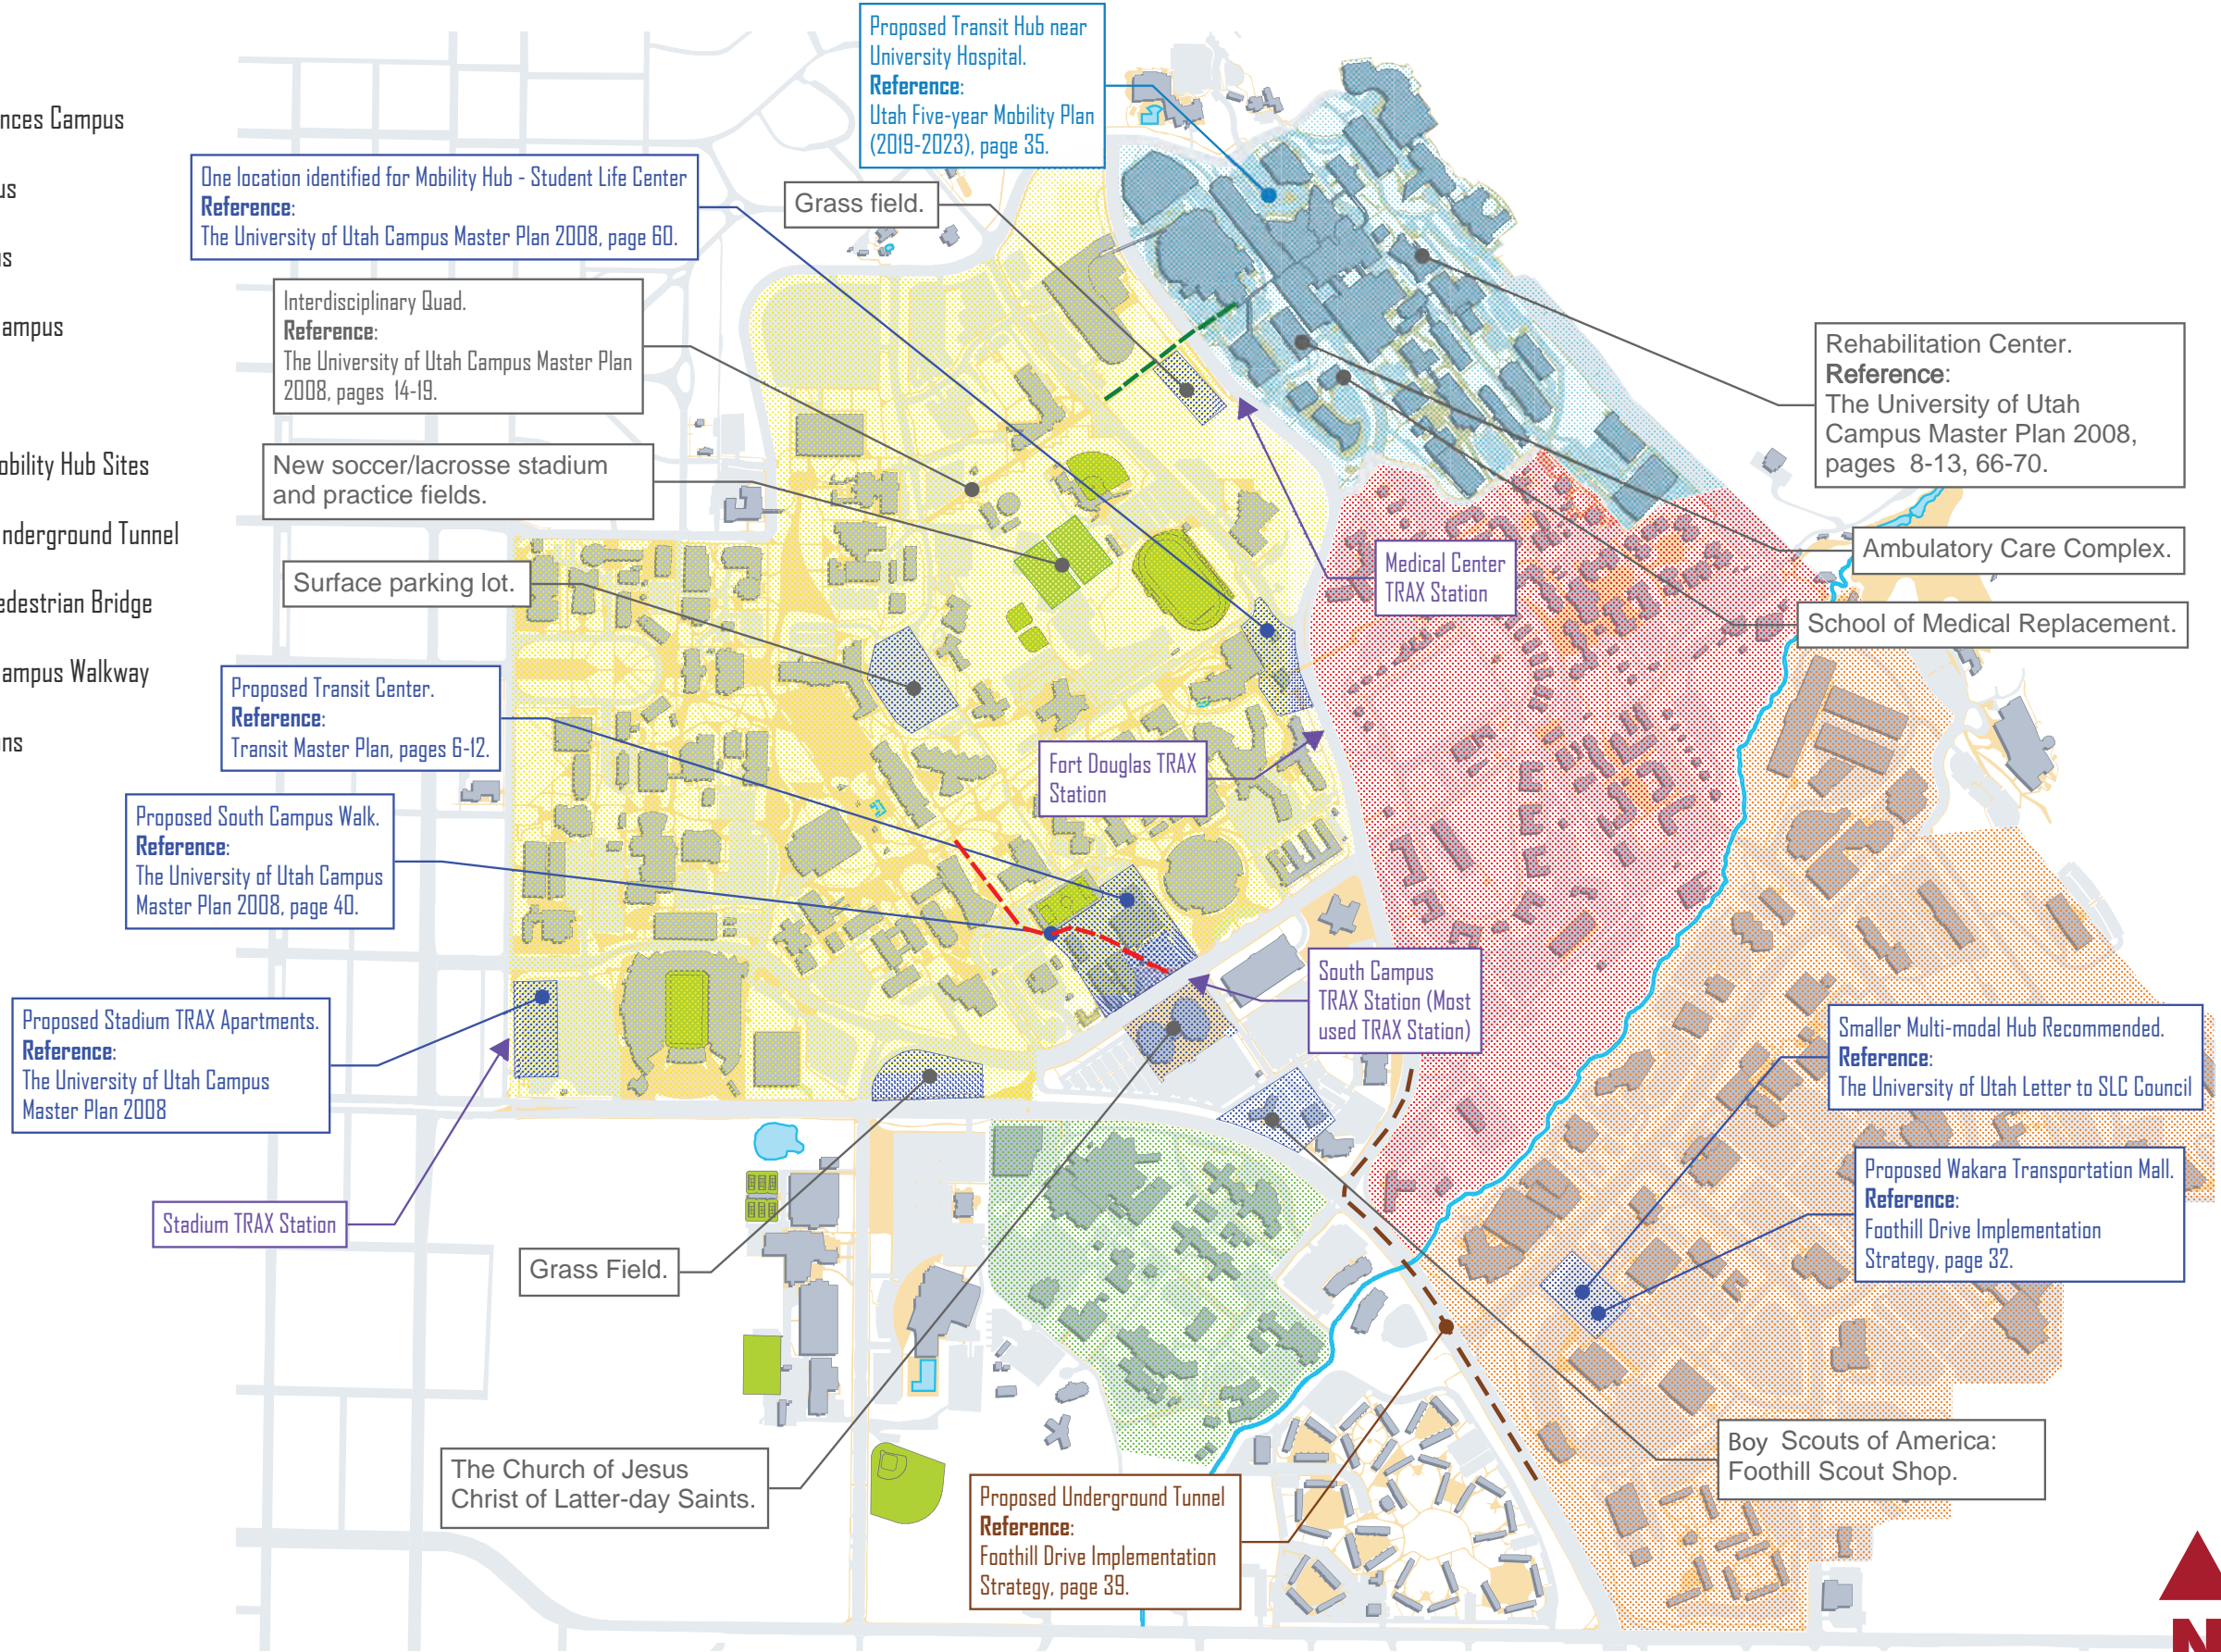 nces Campus
us
s
ampus
obility Hub Sites
nderground Tunnel
edestrian Bridge
ampus Walkway
ns
Proposed Transit Hub near
University Hospital.
Reference:
Utah Five-year Mobility Plan
(2019-2023), page 35.
One location identified for Mobility Hub - Student Life Center
Reference:
The University of Utah Campus Master Plan 2008, page 60.
Grass field.
Interdisciplinary Quad.
Reference:
The University of Utah Campus Master Plan
2008, pages 14-19.
New soccer/lacrosse stadium
and practice fields.
Surface parking lot.
Rehabilitation Center.
Reference:
The University of Utah
Campus Master Plan 2008,
pages 8-13, 66-70.
Medical Center
TRAX Station
Ambulatory Care Complex.
School of Medical Replacement.
Proposed Transit Center.
Reference:
Transit Master Plan, pages 6-12.
Fort Douglas TRAX
Station
Proposed South Campus Walk.
Reference:
The University of Utah Campus
Master Plan 2008, page 40.
South Campus
TRAX Station (Most
used TRAX Station)
Proposed Stadium TRAX Apartments.
Reference:
The University of Utah Campus
Master Plan 2008
Smaller Multi-modal Hub Recommended.
Reference:
The University of Utah Letter to SLC Council
Proposed Wakara Transportation Mall.
Reference:
Foothill Drive Implementation
Strategy, page 32.
Stadium TRAX Station
Grass Field.
The Church of Jesus
Christ of Latter-day Saints.
Proposed Underground Tunnel
Reference:
Foothill Drive Implementation
Strategy, page 39.
Boy Scouts of America:
Foothill Scout Shop.
N